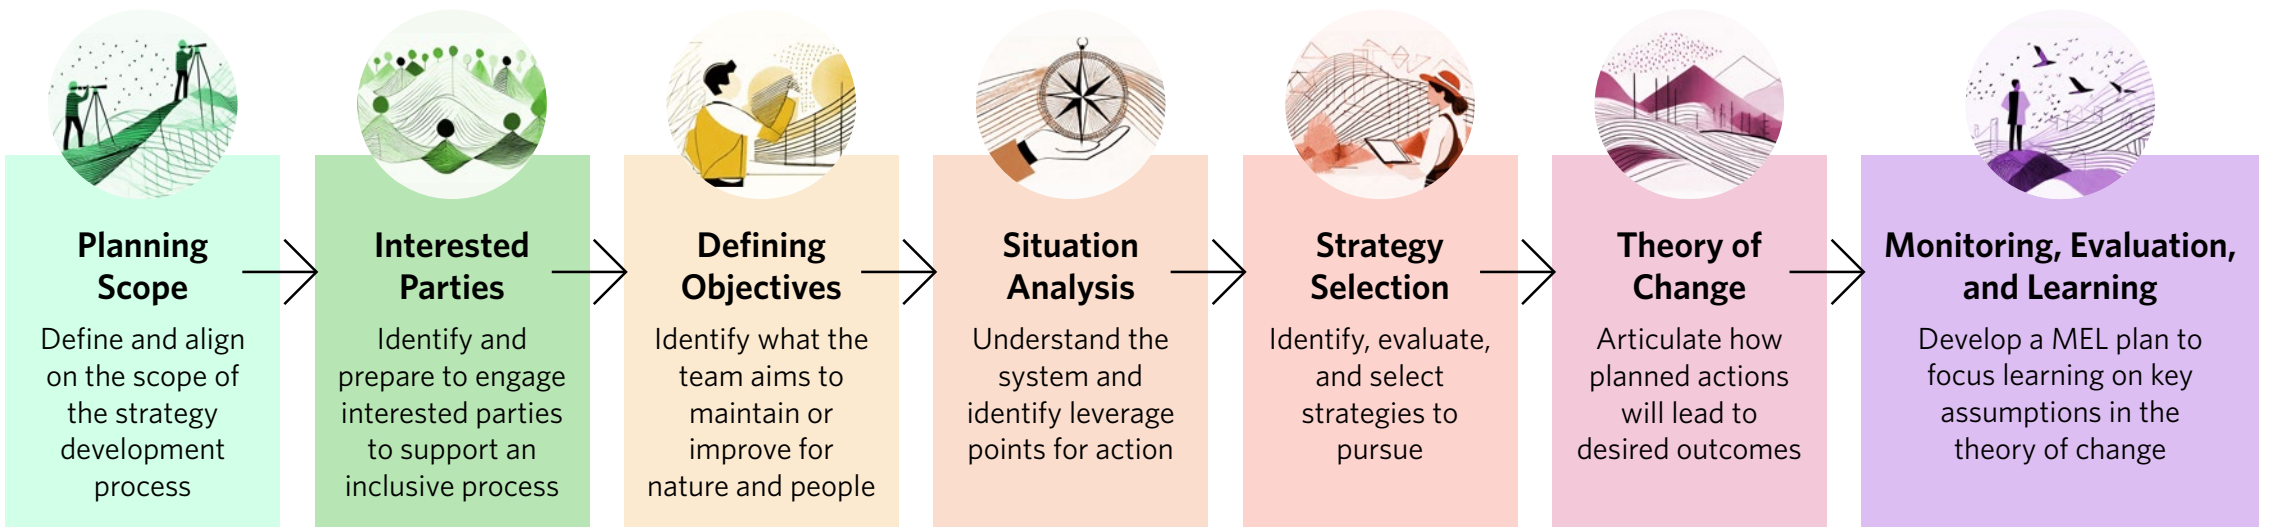 Planning
Scope
Define and align
on the scope of
the strategy
development
process
Interested
Parties
Identify and
prepare to engage
interested parties
to support an
inclusive process
Defining
Objectives
Identify what the
team aims to
maintain or
improve for
nature and people
Situation
Analysis
Understand the
system and
identify leverage
points for action
Strategy
Selection
Identify, evaluate,
and select
strategies to
pursue
Theory of
Change
Articulate how
planned actions
will lead to
desired outcomes
Monitoring, Evaluation,
and Learning
Develop a MEL plan to
focus learning on key
assumptions in the
theory of change